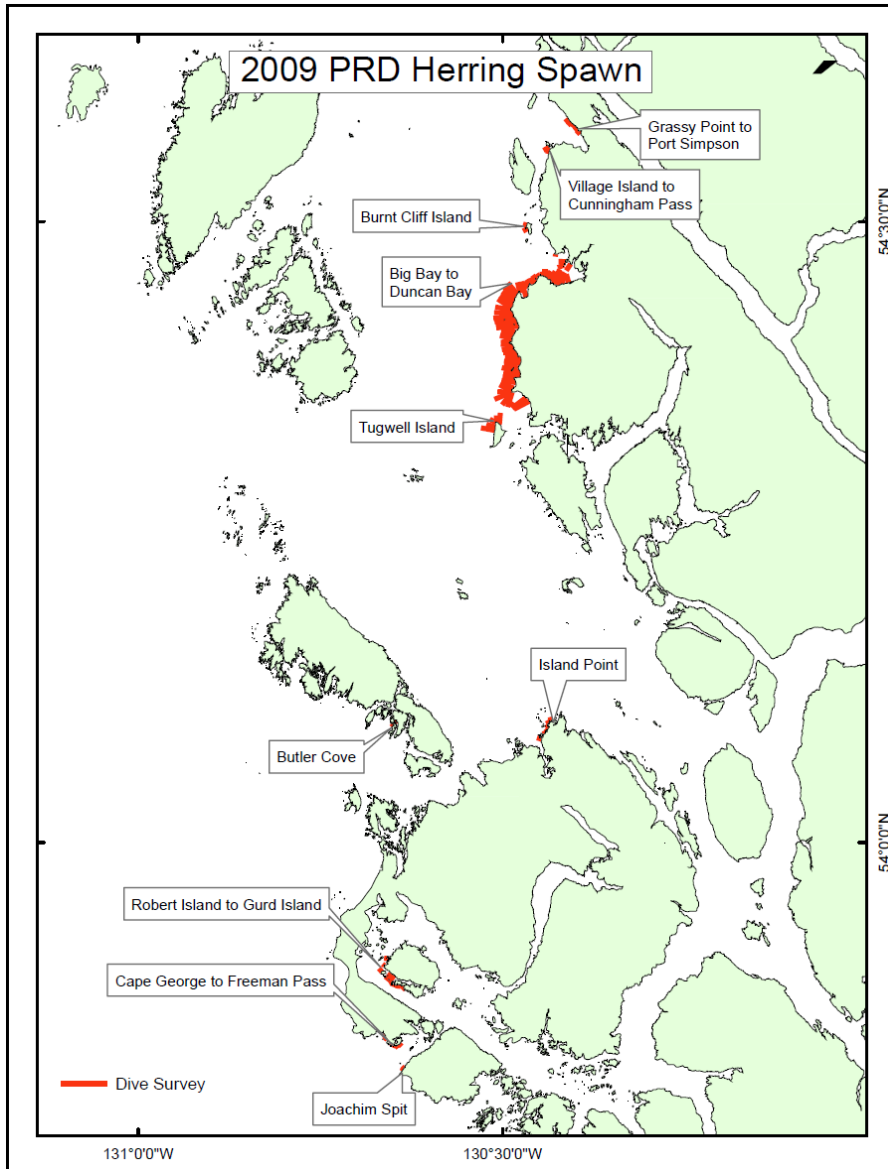 2009 PRD Herring Spawn
Grassy Point to
Port Simpson
Village Island to
Cunningham Pass
Burnt Cliff Island
54°30'0"N
Big Bay to
Duncan Bay
Tugwell Island
Island Point
Butler Cove
54°0'0"N
Robert Island to Gurd Island
Cape George to Freeman Pass
Dive Survey
Joachim Spit
131°0'0"W
130°30'0"W